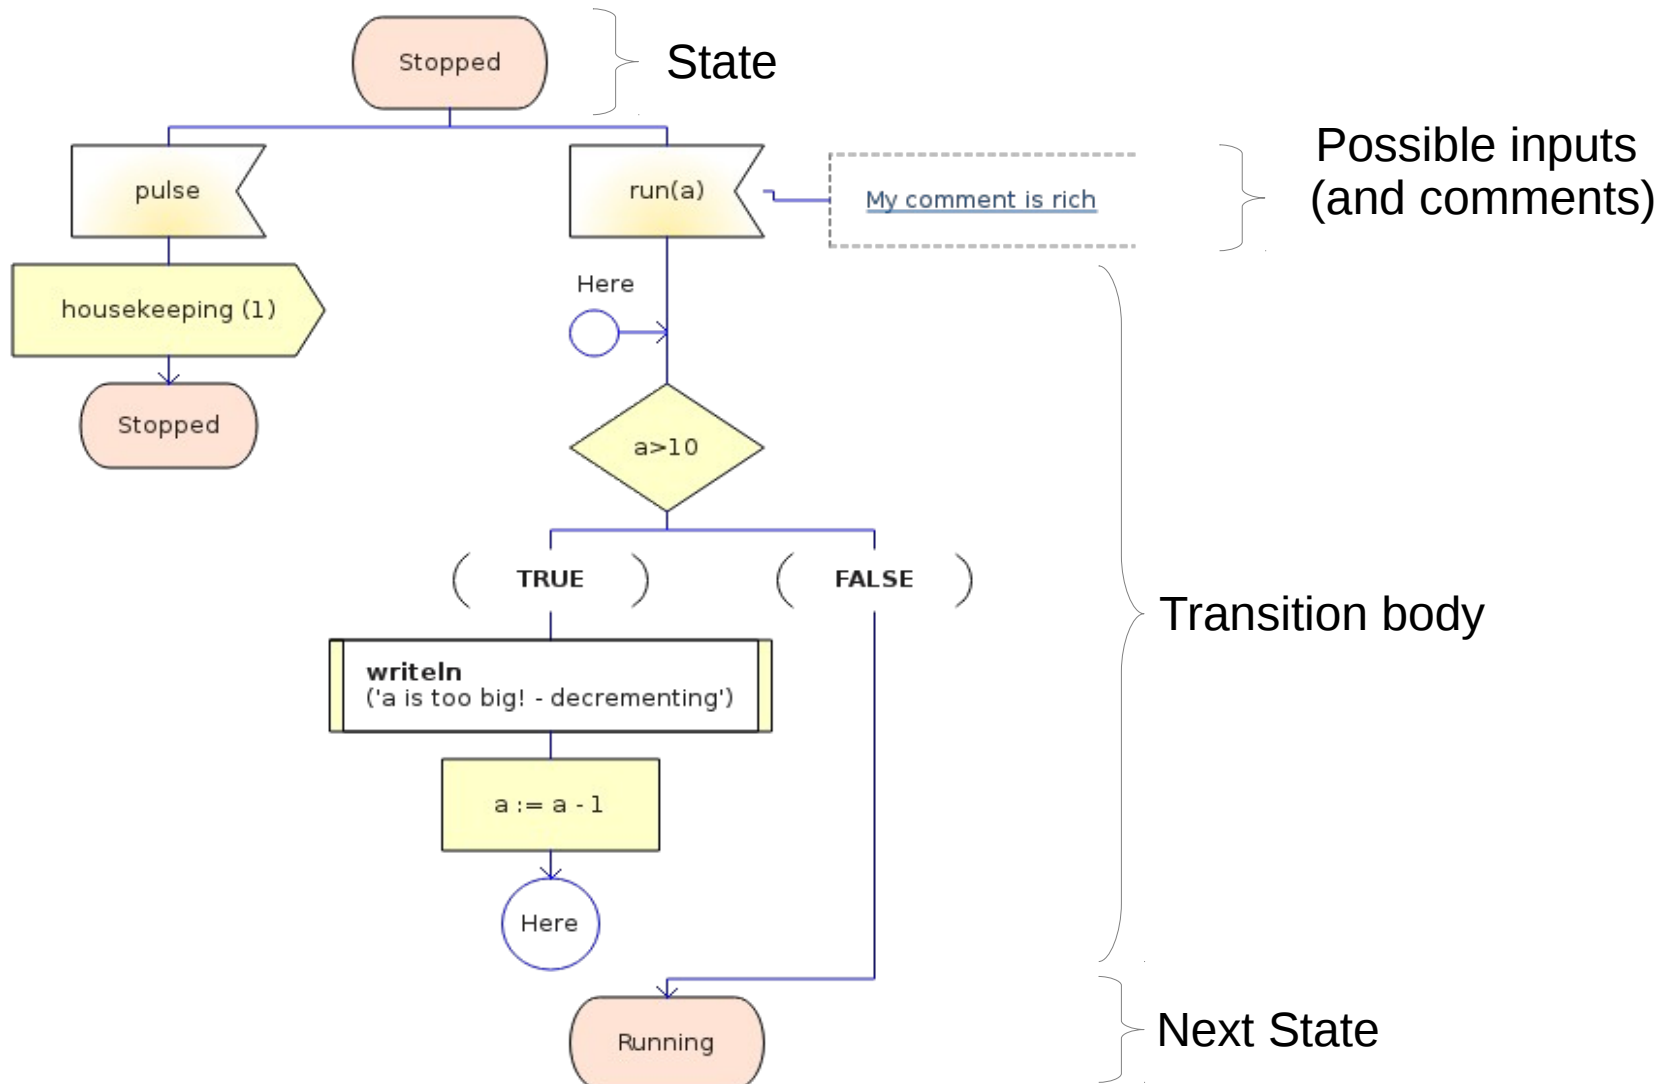 Stopped
State
pulse
run(a)
My comment is rich
Possible inputs
(and comments)
housekeeping (1)
Here
Stopped
a>10
TRUE
FALSE
Transition body
writeln
('a is too big! - decrementing')
a := a - 1
Here
Running
Next State